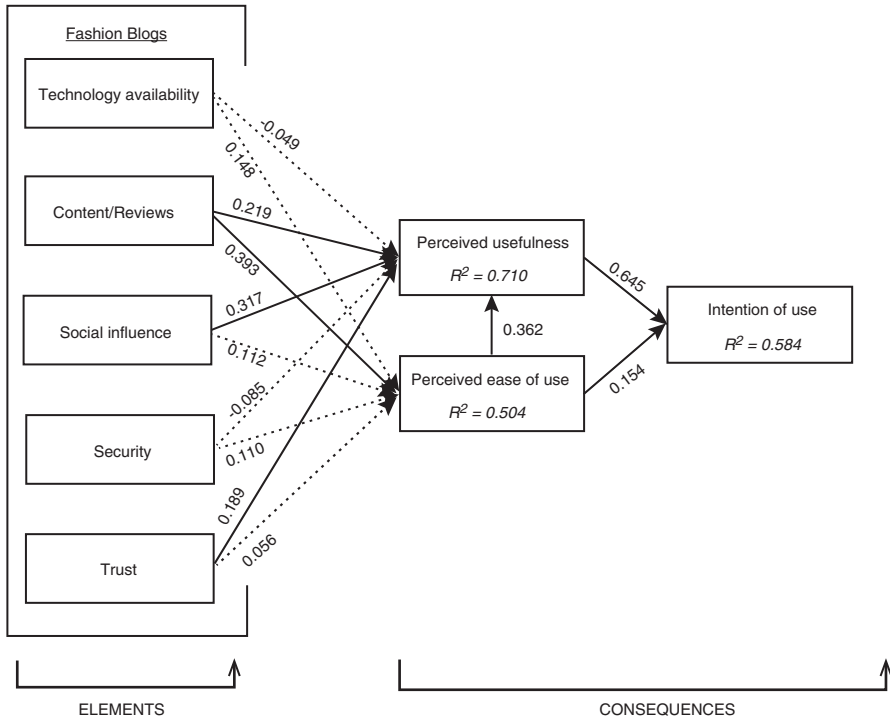 Fashion Blogs
Technology availability
-0.049
0.148
Content/Reviews
0.219
0.393
Perceived usefulness
R² = 0.710
0.645
Social influence
0.317
0.112
0.362
Intention of use
R² = 0.584
Perceived ease of use
R² = 0.504
0.154
Security
-0.085
0.110
Trust
0.189
0.056
ELEMENTS
CONSEQUENCES